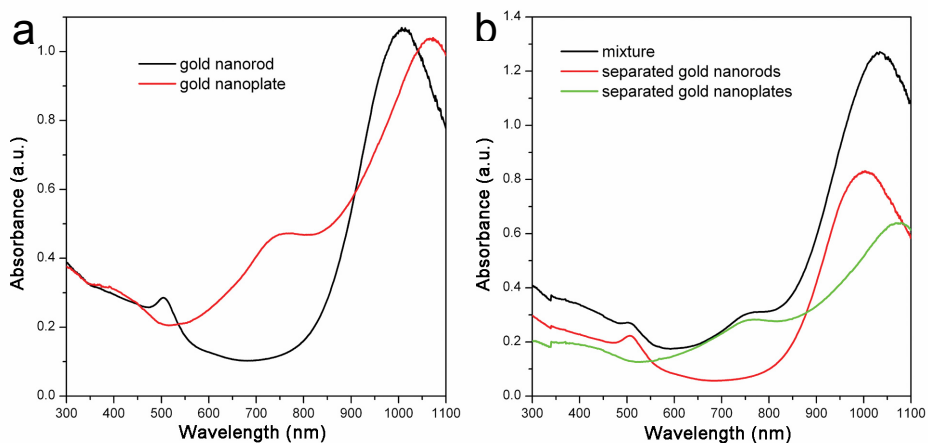 a
gold nanorod
gold nanoplate
Absorbance (a.u.)
1.0
0.8
0.6
0.4
0.2
0.0
300 400 500 600 700 800 900 1000 1100
Wavelength (nm)
b
mixture
separated gold nanorods
separated gold nanoplates
Absorbance (a.u.)
1.4
1.2
1.0
0.8
0.6
0.4
0.2
0.0
300 400 500 600 700 800 900 1000 1100
Wavelength (nm)